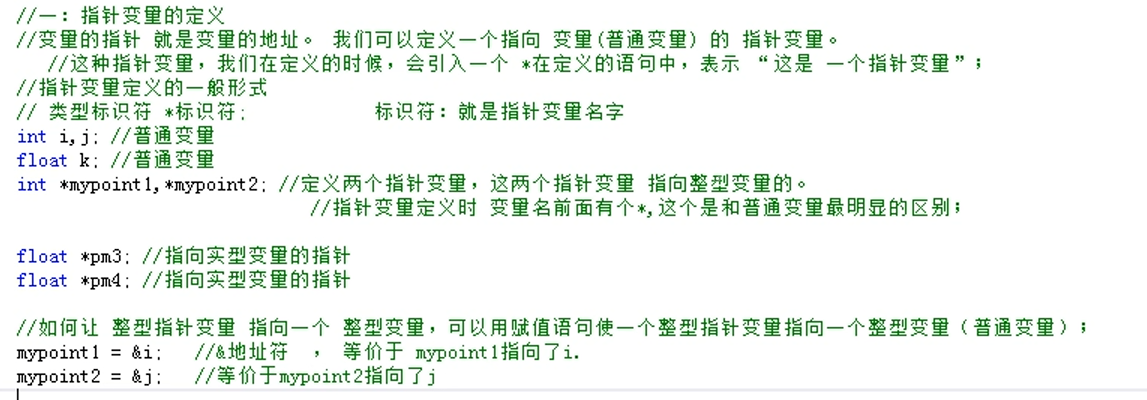 //一: 指针变量的定义
//变量的指针 就是变量的地址。 我们可以定义一个指向 变量(普通变量) 的 指针变量。
//这种指针变量，我们在定义的时候，会引入一个 *在定义的语句中，表示 “这是 一个指针变量”；
//指针变量定义的一般形式
// 类型标识符 *标识符; 标识符: 就是指针变量名字
int i,j; //普通变量
float k; //普通变量
int *mypoint1,*mypoint2; //定义两个指针变量，这两个指针变量 指向整型变量的。
//指针变量定义时 变量名前面有个*,这个是和普通变量最明显的区别；
float *pm3; //指向实型变量的指针
float *pm4; //指向实型变量的指针
//如何让 整型指针变量 指向一个 整型变量，可以用赋值语句使一个整型指针变量指向一个整型变量（普通变量）；
mypoint1 = &i; //&地址符 ， 等价于 mypoint1指向了i.
mypoint2 = &j; //等价于mypoint2指向了j